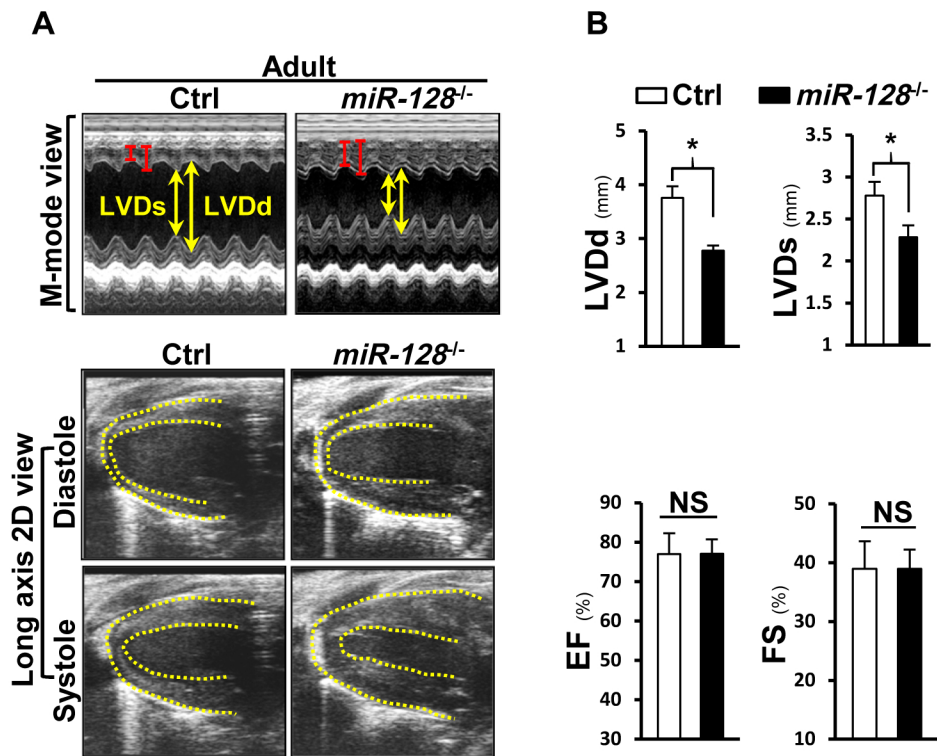 A
Adult
Ctrl
miR-128-/-
M-mode view
LVDs
LVDd
Ctrl
miR-128-/-
Long axis 2D view
Diastole
Systole
B
Ctrl
miR-128-/-
LVDd (mm)
5
4
3
2
1
*
LVDs (mm)
3.5
3
2.5
2
1.5
1
*
EF (%)
90
80
70
60
50
40
30
NS
FS (%)
50
40
30
20
10
NS